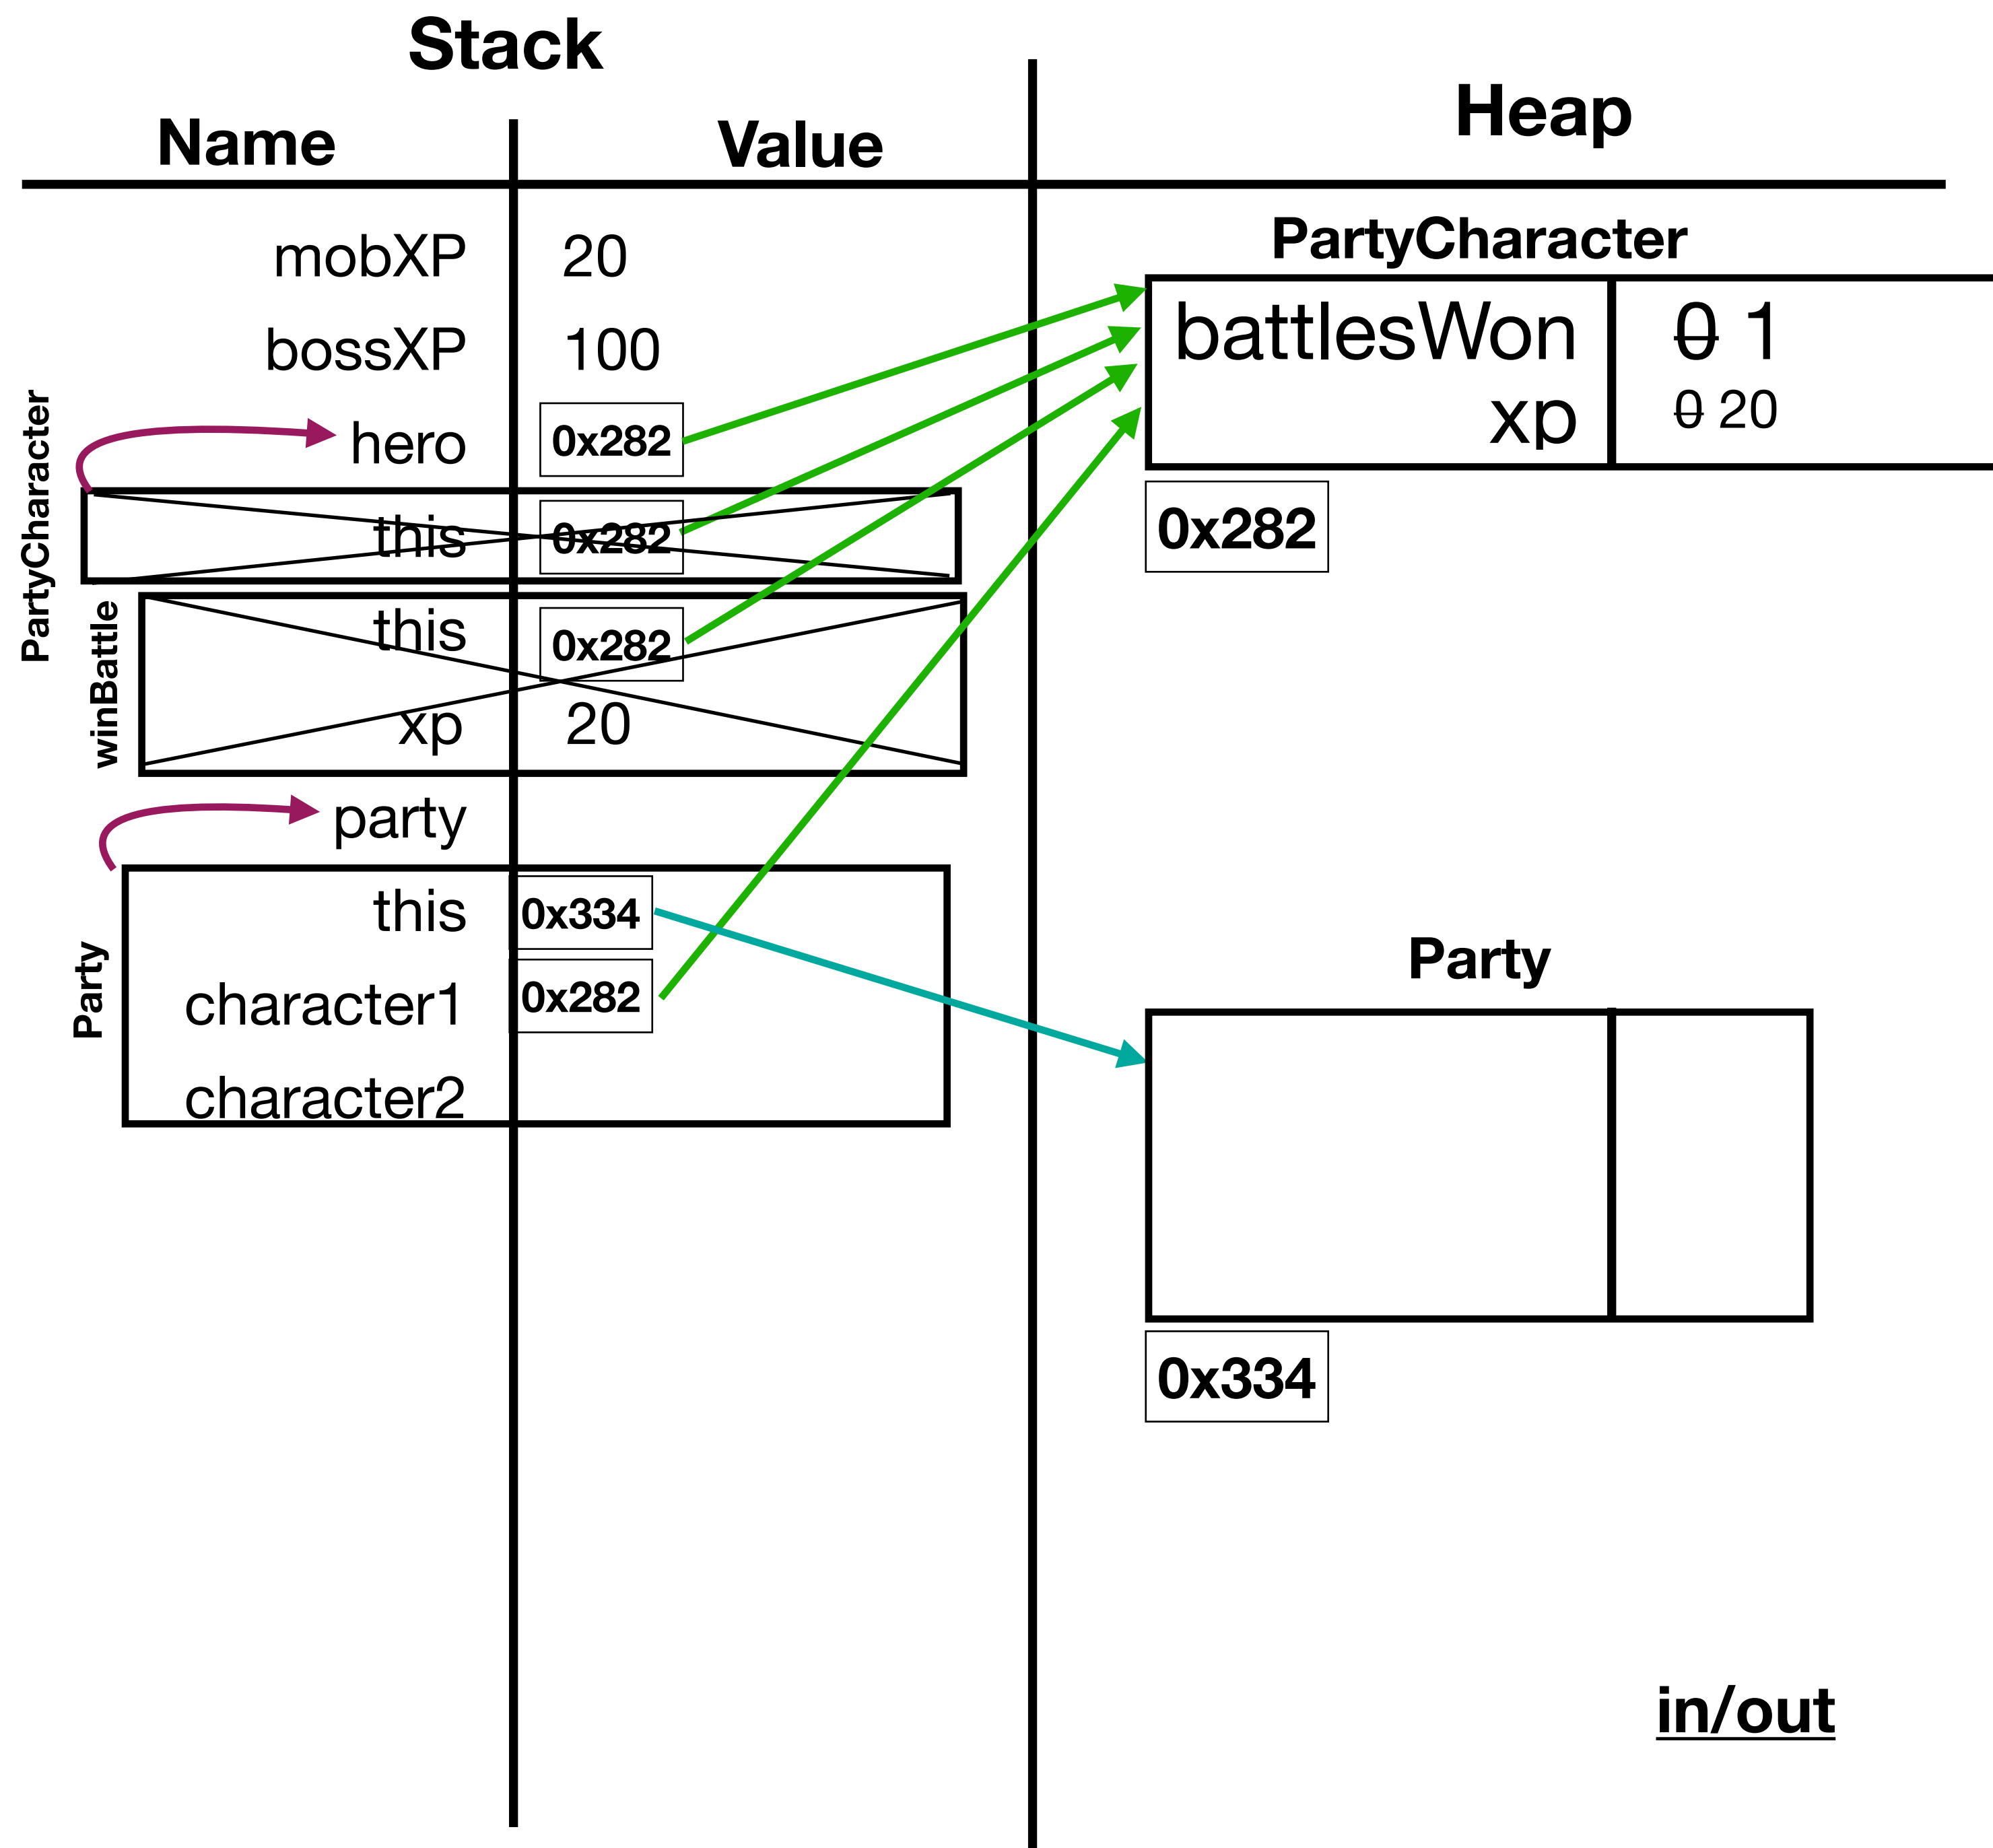 Stack
Heap
Name
Value
PartyCharacter
mobXP 20
battlesWon 0 1
bossXP 100
xp 0 20
hero 0x282
PartyCharacter
this 0x282
0x282
winBattle
this 0x282
xp 20
party
Party
this 0x334
character1 0x282
character2
Party
0x334
in/out